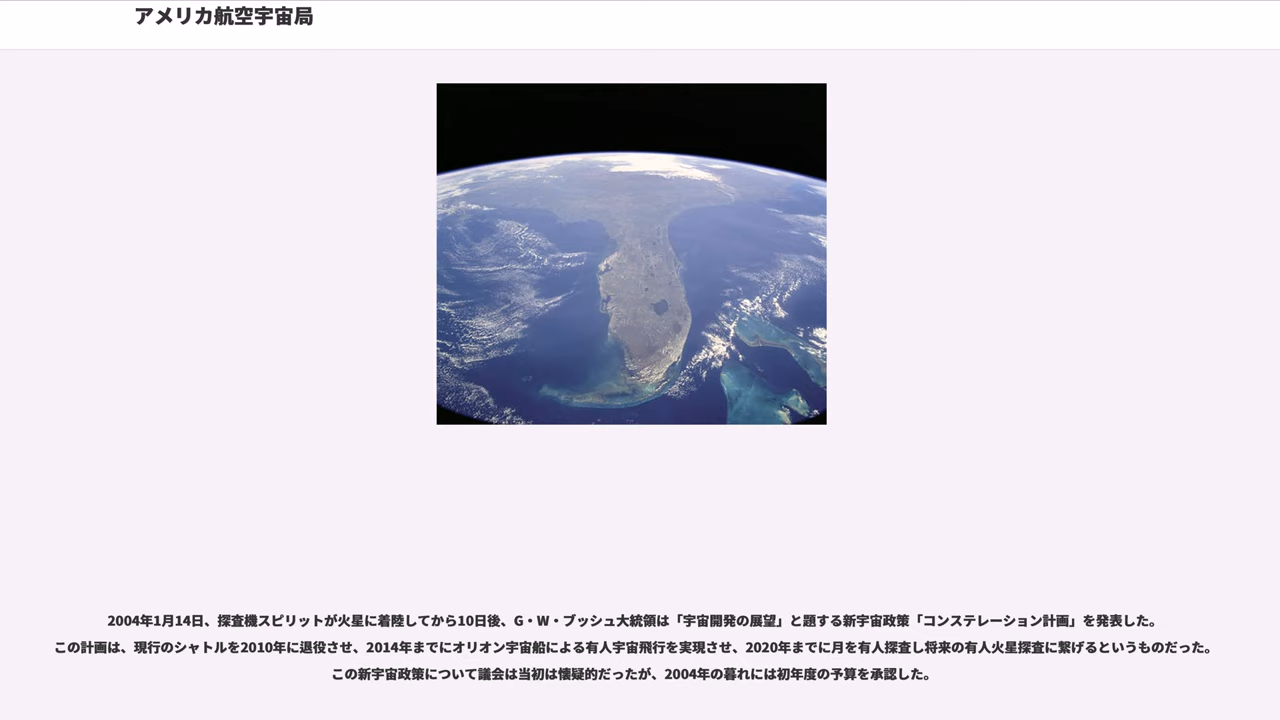 アメリカ航空宇宙局
2004年1月14日、探査機スピリットが火星に着陸してから10日後、G・W・ブッシュ大統領は「宇宙開発の展望」と題する新宇宙政策「コンステレーション計画」を発表した。
この計画は、現行のシャトルを2010年に退役させ、2014年までにオリオン宇宙船による有人宇宙飛行を実現させ、2020年までに月を有人探査し将来の有人火星探査に繋げるというものだった。
この新宇宙政策について議会は当初は懐疑的だったが、2004年の暮れには初年度の予算を承認した。